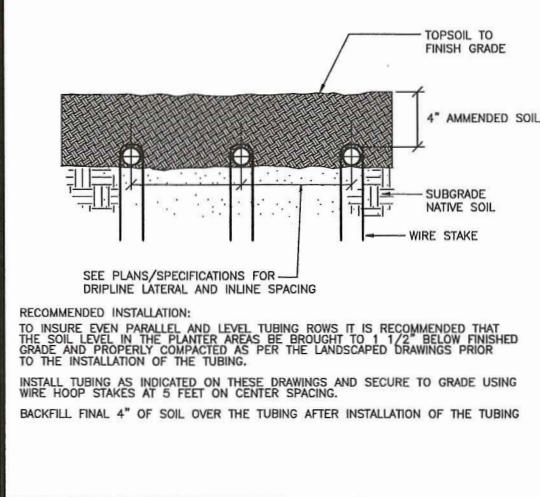 TOPSOIL TO
FINISH GRADE
4" AMMENDED SOIL
SUBGRADE
NATIVE SOIL
WIRE STAKE
SEE PLANS/SPECIFICATIONS FOR
DRIPLINE LATERAL AND INLINE SPACING
RECOMMENDED INSTALLATION:
TO INSURE EVEN PARALLEL AND LEVEL TUBING ROWS IT IS RECOMMENDED THAT
THE SOIL LEVEL IN THE PLANTER AREAS BE BROUGHT TO 1 1/2" BELOW FINISHED
GRADE AND PROPERLY COMPACTED AS PER THE LANDSCAPED DRAWINGS PRIOR
TO THE INSTALLATION OF THE TUBING.
INSTALL TUBING AS INDICATED ON THESE DRAWINGS AND SECURE TO GRADE USING
WIRE HOOP STAKES AT 5 FEET ON CENTER SPACING.
BACKFILL FINAL 4" OF SOIL OVER THE TUBING AFTER INSTALLATION OF THE TUBING